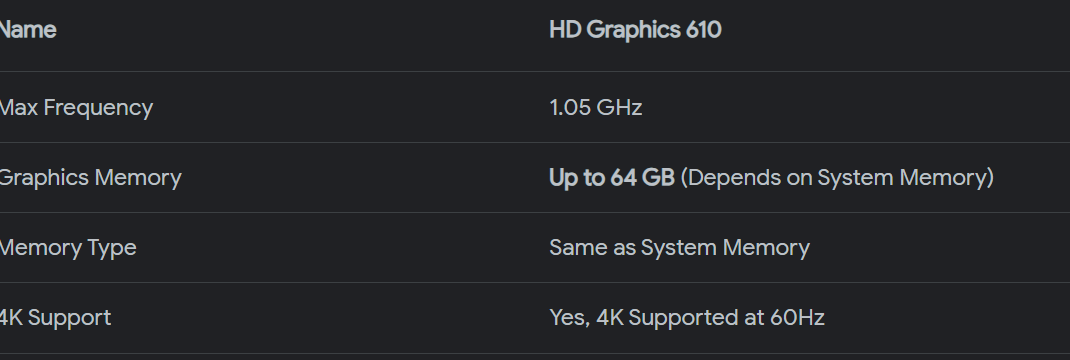 Name HD Graphics 610
Max Frequency 1.05 GHz
Graphics Memory Up to 64 GB (Depends on System Memory)
Memory Type Same as System Memory
4K Support Yes, 4K Supported at 60Hz